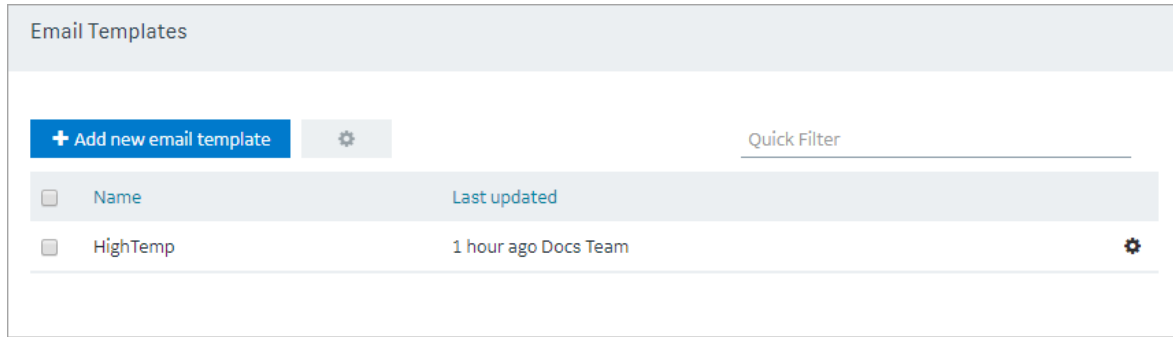 Email Templates
Add new email template
Quick Filter
Name Last updated
HighTemp 1 hour ago Docs Team